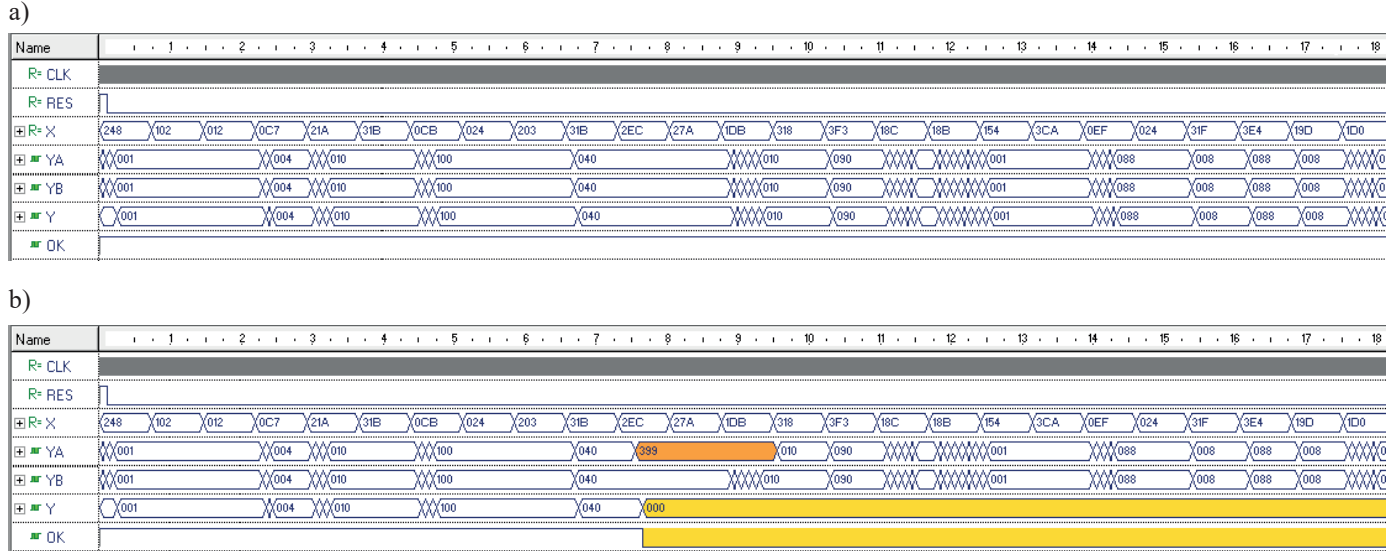 a)
Name 1 2 3 4 5 6 7 8 9 10 11 12 13 14 15 16 17 18
R= CLK
R= RES
R= X 248 102 012 0C7 21A 31B 0CB 024 203 31B 2EC 27A 1DB 318 3F3 18C 18B 154 3CA 0EF 024 31F 3E4 19D 1D0
YA 001 004 010 100 040 010 090 001 088 008 088 008
YB 001 004 010 100 040 010 090 001 088 008 088 008
Y 001 004 010 100 040 010 090 001 088 008 088 008
OK
b)
Name 1 2 3 4 5 6 7 8 9 10 11 12 13 14 15 16 17 18
R= CLK
R= RES
R= X 248 102 012 0C7 21A 31B 0CB 024 203 31B 2EC 27A 1DB 318 3F3 18C 18B 154 3CA 0EF 024 31F 3E4 19D 1D0
YA 001 004 010 100 040 399 010 090 001 088 008 088 008
YB 001 004 010 100 040 010 090 001 088 008 088 008
Y 001 004 010 100 040 000
OK